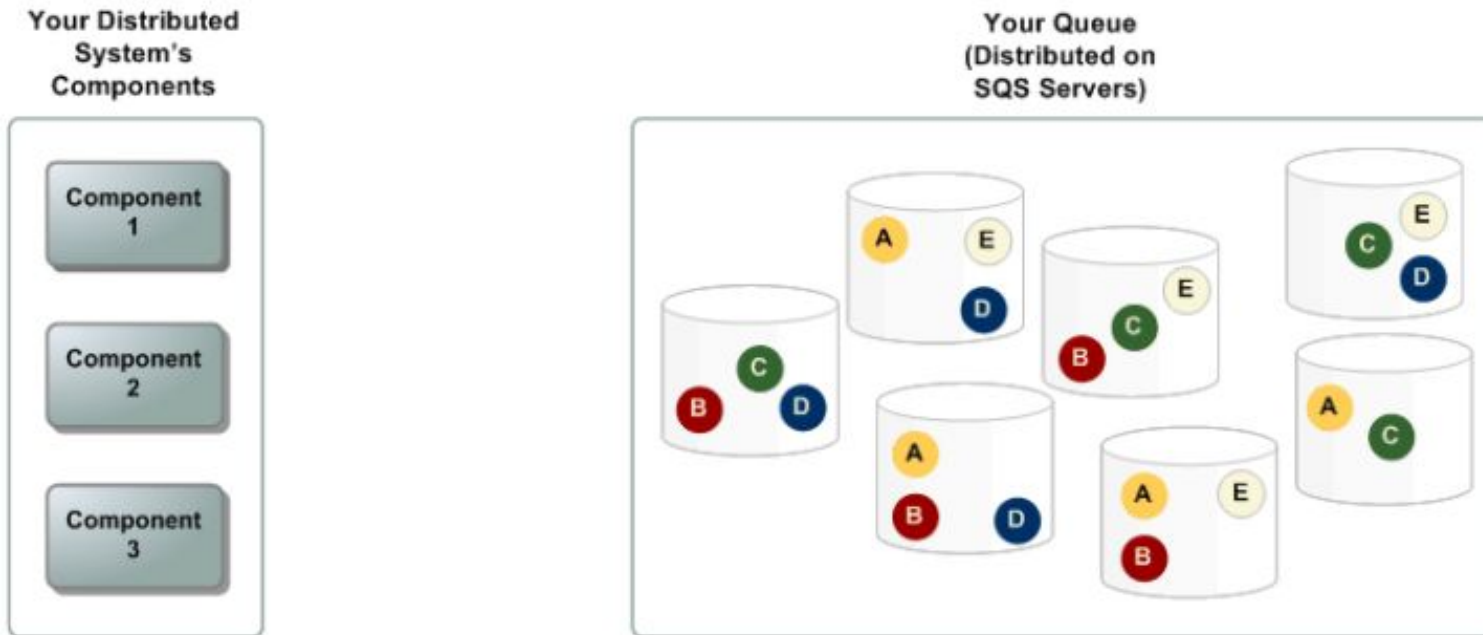 Your Distributed
System's
Components
Component
1
Component
2
Component
3
Your Queue
(Distributed on
SQS Servers)
A
E
D
B
C
E
C
E
D
C
B
D
A
B
D
A
E
B
A
C